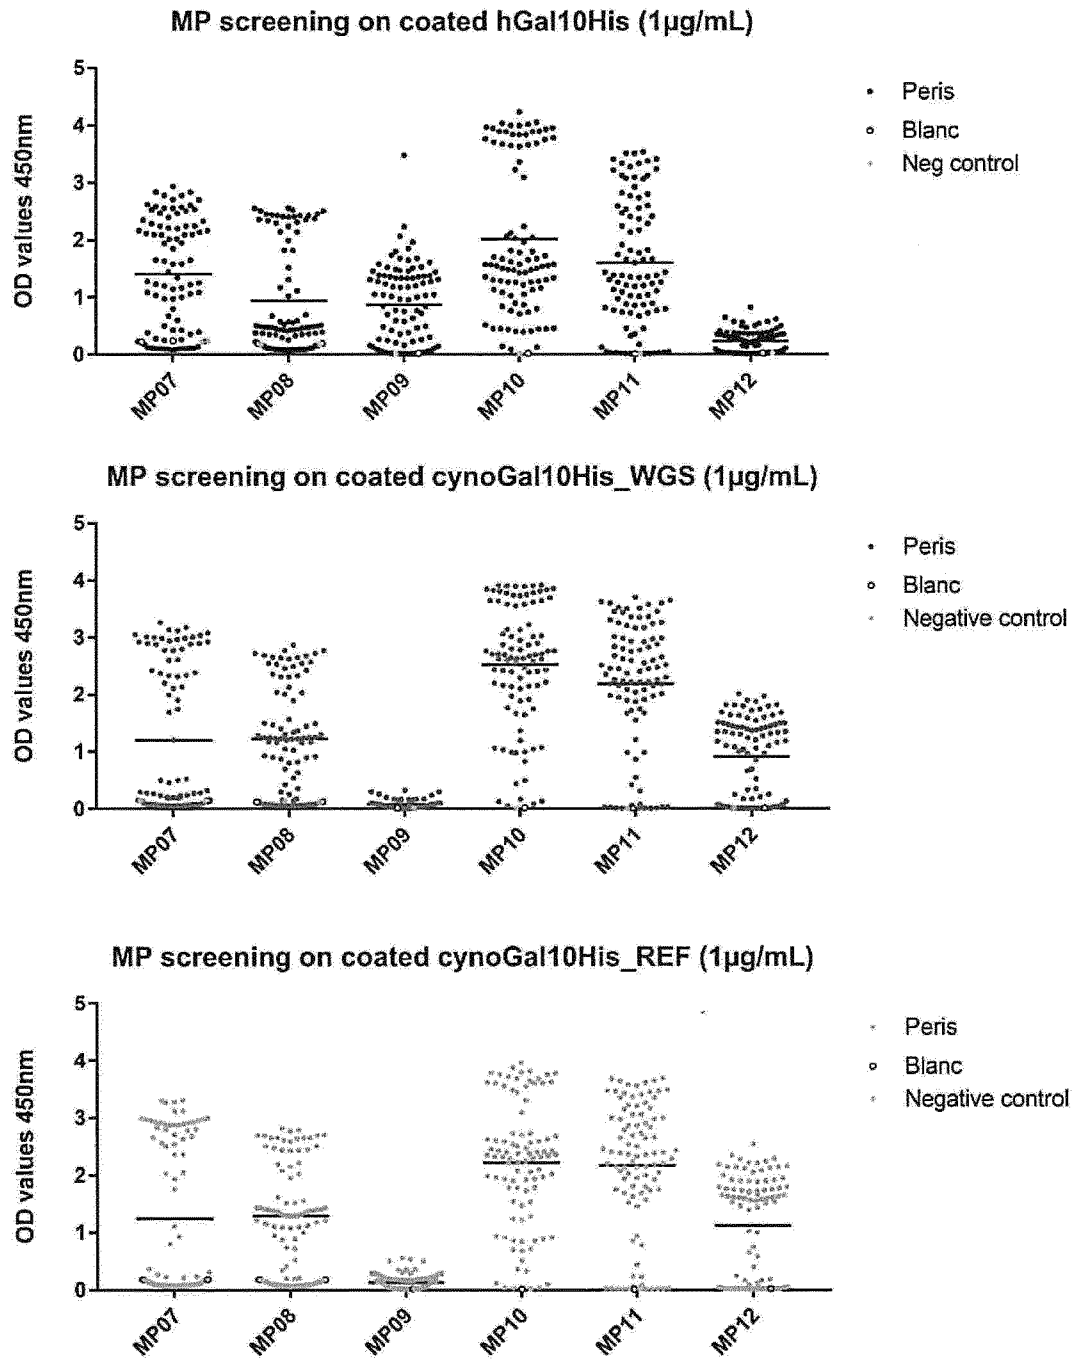 MP screening on coated hGal10His (1µg/mL)
OD values 450nm
5
4
3
2
1
0
MP07
MP08
MP09
MP10
MP11
MP12
Peris
Blanc
Neg control
MP screening on coated cynoGal10His_WGS (1µg/mL)
OD values 450nm
5
4
3
2
1
0
MP07
MP08
MP09
MP10
MP11
MP12
Peris
Blanc
Negative control
MP screening on coated cynoGal10His_REF (1µg/mL)
OD values 450nm
5
4
3
2
1
0
MP07
MP08
MP09
MP10
MP11
MP12
Peris
Blanc
Negative control